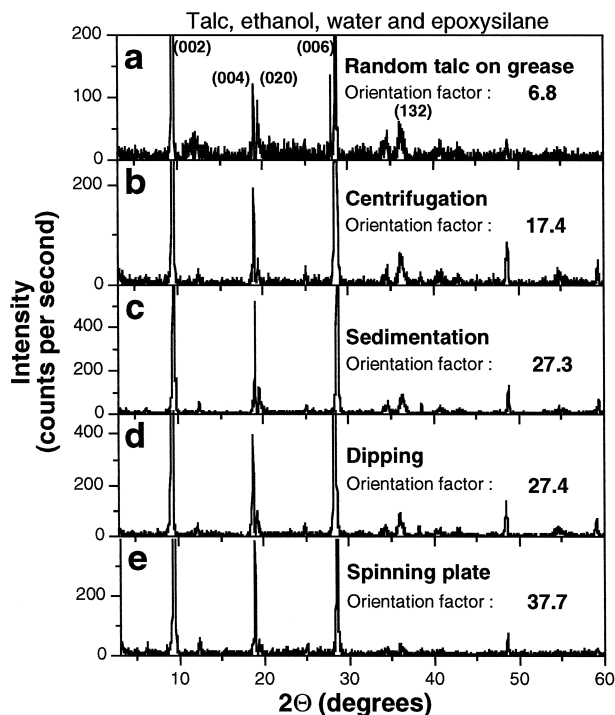 Talc, ethanol, water and epoxysilane
200
100
0
a
(002)
(004) (020)
(006)
(132)
Random talc on grease
Orientation factor : 6.8
200
0
b
Centrifugation
Orientation factor : 17.4
400
200
0
c
Sedimentation
Orientation factor : 27.3
400
200
0
d
Dipping
Orientation factor : 27.4
200
0
e
Spinning plate
Orientation factor : 37.7
10 20 30 40 50 60
2Θ (degrees)
Intensity
(counts per second)